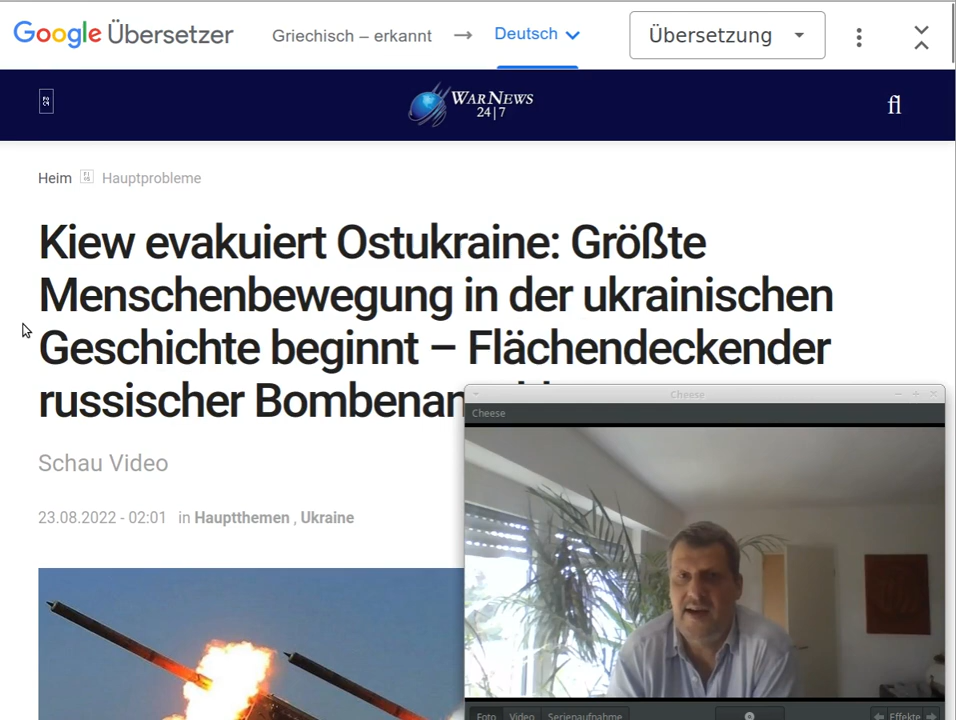 Google Übersetzer
Griechisch – erkannt → Deutsch
Übersetzung
WarNews
24|7
fl
Heim
Hauptprobleme
Kiew evakuiert Ostukraine: Größte
Menschenbewegung in der ukrainischen
Geschichte beginnt – Flächendeckender
russischer
Schau Video
23.08.2022 - 02:01 in Hauptthemen , Ukraine
Cheese
Cheese
Foto Video Serienaufnahme
Effekte